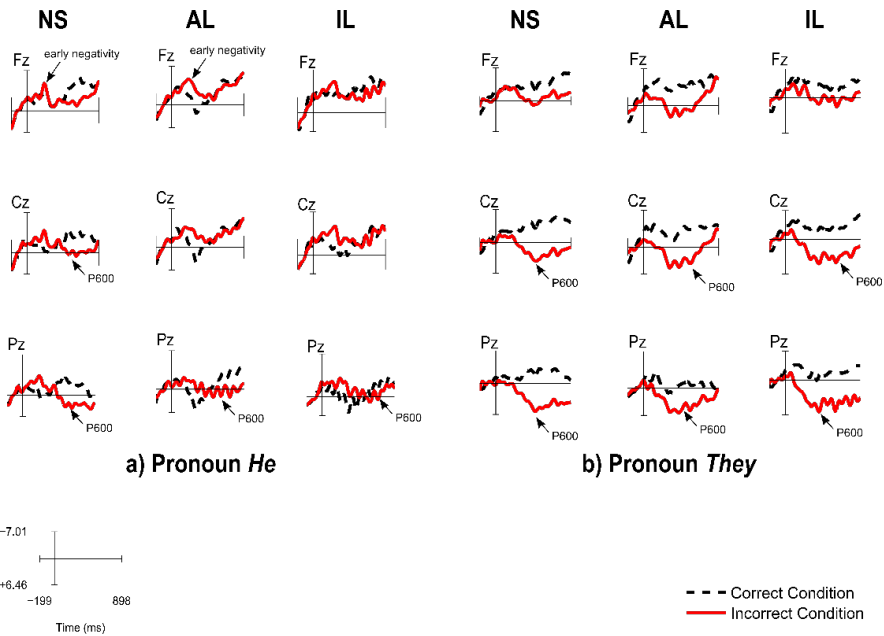 NS AL IL NS AL IL
early negativity early negativity
Fz Fz Fz Fz Fz Fz
Cz Cz Cz Cz Cz Cz
P600 P600 P600 P600
Pz Pz Pz Pz Pz Pz
P600 P600 P600 P600 P600 P600
a) Pronoun He b) Pronoun They
−7.01
+6.46
−199 898
Time (ms)
Correct Condition
Incorrect Condition